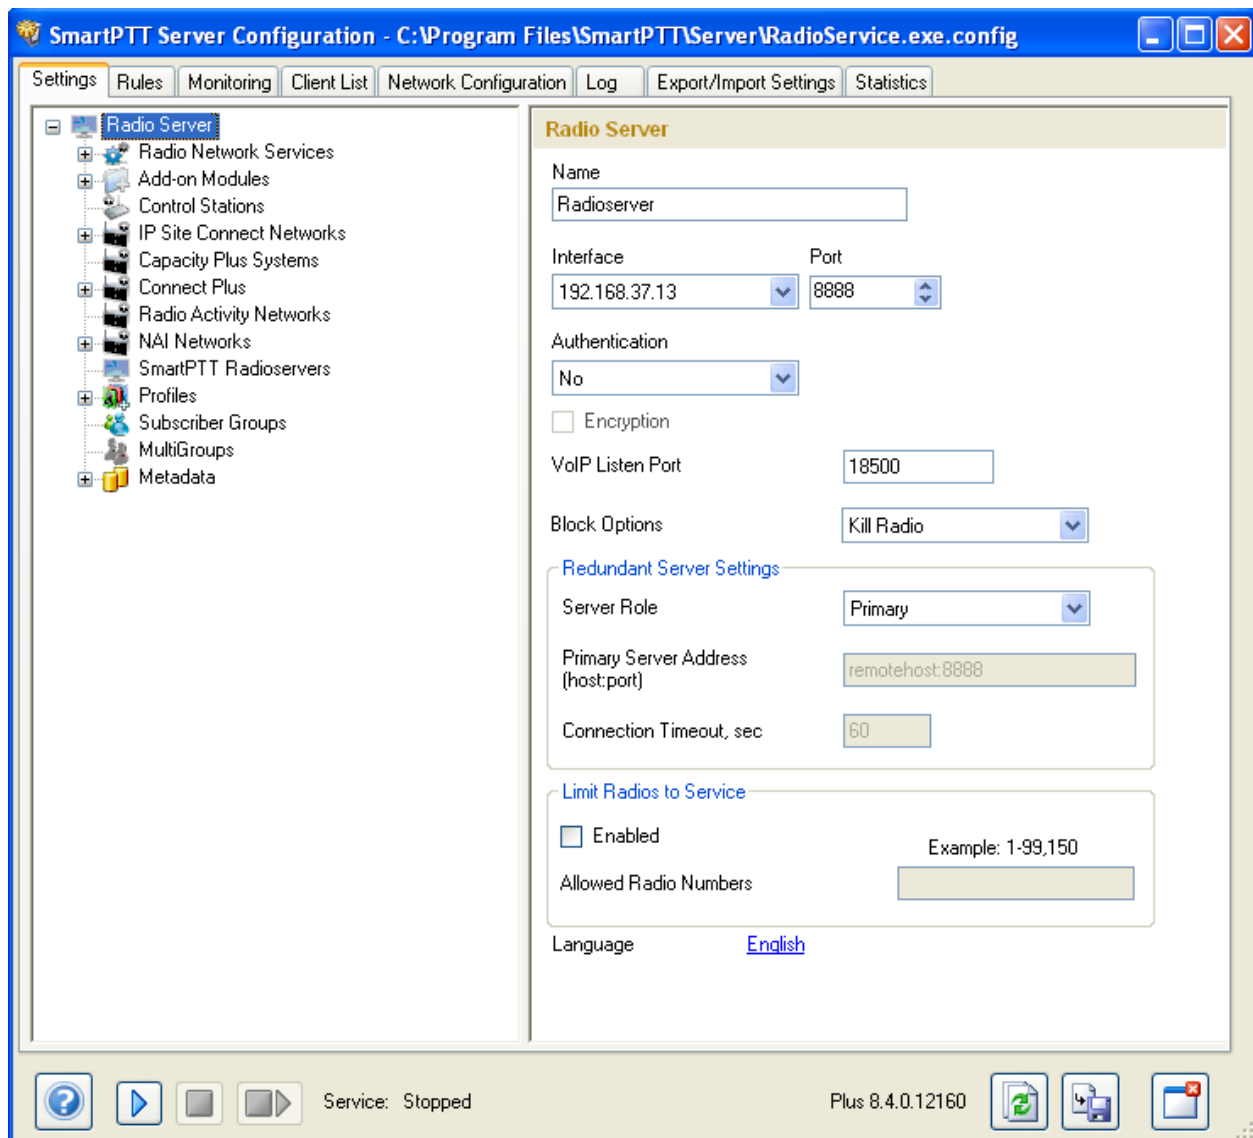 SmartPTT Server Configuration - C:\Program Files\SmartPTT\Server\RadioService.exe.config
Settings Rules Monitoring Client List Network Configuration Log Export/Import Settings Statistics
Radio Server
Radio Network Services
Add-on Modules
Control Stations
IP Site Connect Networks
Capacity Plus Systems
Connect Plus
Radio Activity Networks
NAI Networks
SmartPTT Radioservers
Profiles
Subscriber Groups
MultiGroups
Metadata
Radio Server
Name
Radioserver
Interface Port
192.168.37.13 8888
Authentication
No
Encryption
VoIP Listen Port 18500
Block Options Kill Radio
Redundant Server Settings
Server Role Primary
Primary Server Address
(host:port) remotehost:8888
Connection Timeout, sec 60
Limit Radios to Service
Enabled
Example: 1-99,150
Allowed Radio Numbers
Language English
Service: Stopped Plus 8.4.0.12160